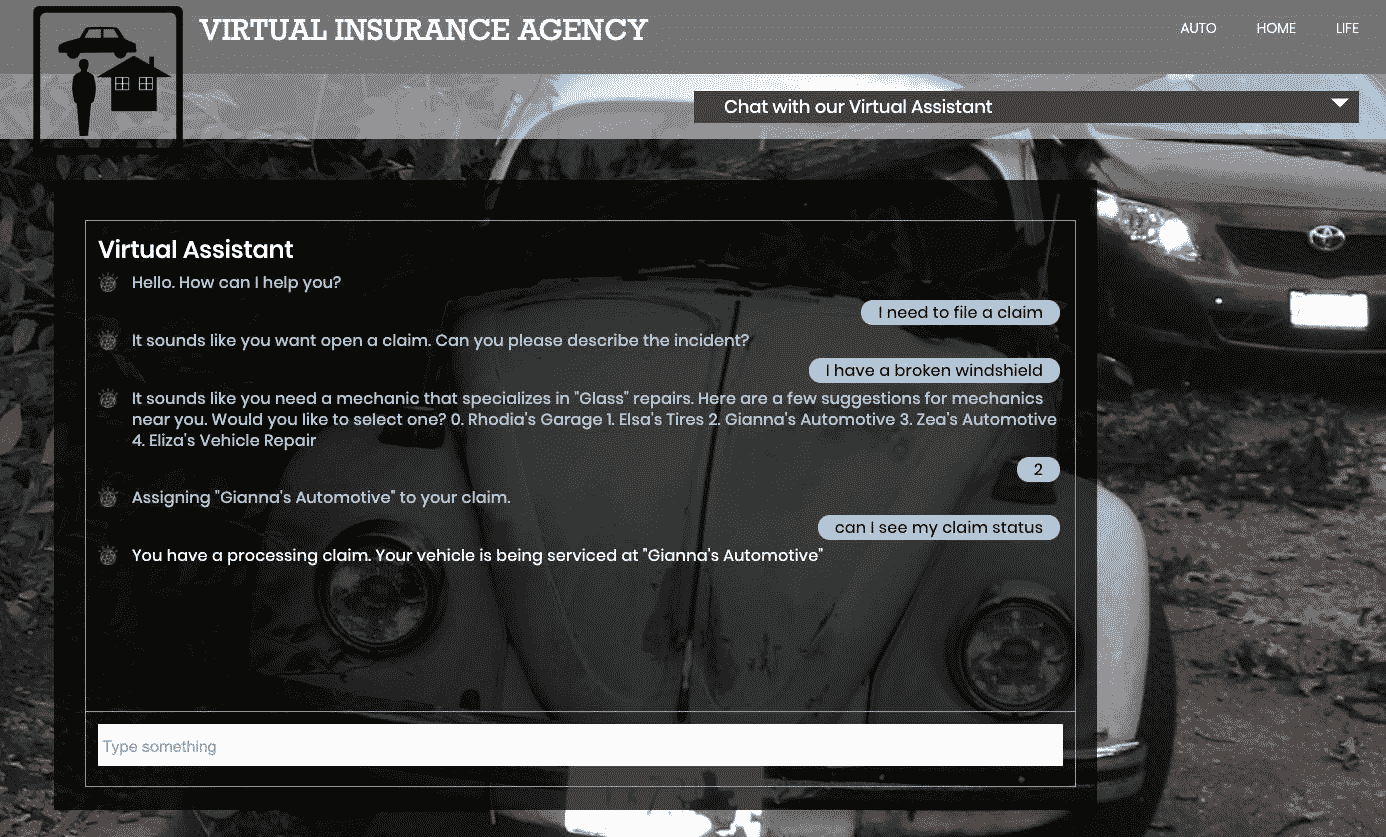 VIRTUAL INSURANCE AGENCY
AUTO HOME LIFE
Chat with our Virtual Assistant
Virtual Assistant
Hello. How can I help you?
I need to file a claim
It sounds like you want open a claim. Can you please describe the incident?
I have a broken windshield
It sounds like you need a mechanic that specializes in "Glass" repairs. Here are a few suggestions for mechanics
near you. Would you like to select one? 0. Rhodia's Garage 1. Elsa's Tires 2. Gianna's Automotive 3. Zea's Automotive
4. Eliza's Vehicle Repair
2
Assigning "Gianna's Automotive" to your claim.
can I see my claim status
You have a processing claim. Your vehicle is being serviced at "Gianna's Automotive"
Type something